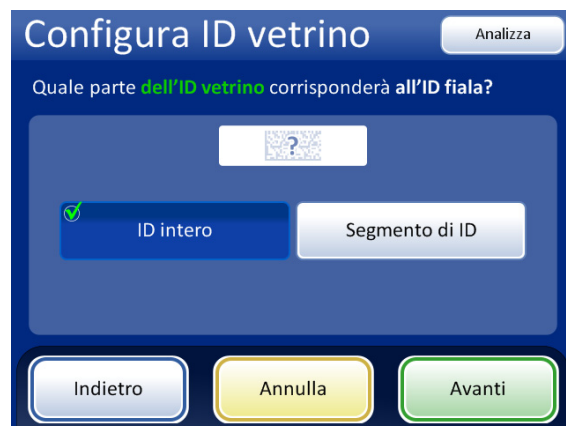 Configura ID vetrino
Analizza
Quale parte dell'ID vetrino corrisponderà all'ID fiala?
?
ID intero
Segmento di ID
Indietro
Annulla
Avanti